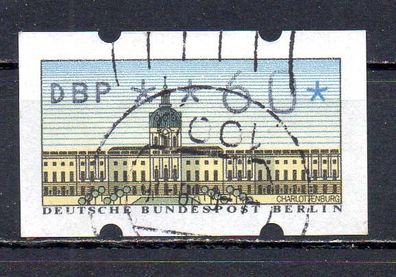 DBP **60*
CHARLOTTENBURG
DEUTSCHE BUNDESPOST BERLIN